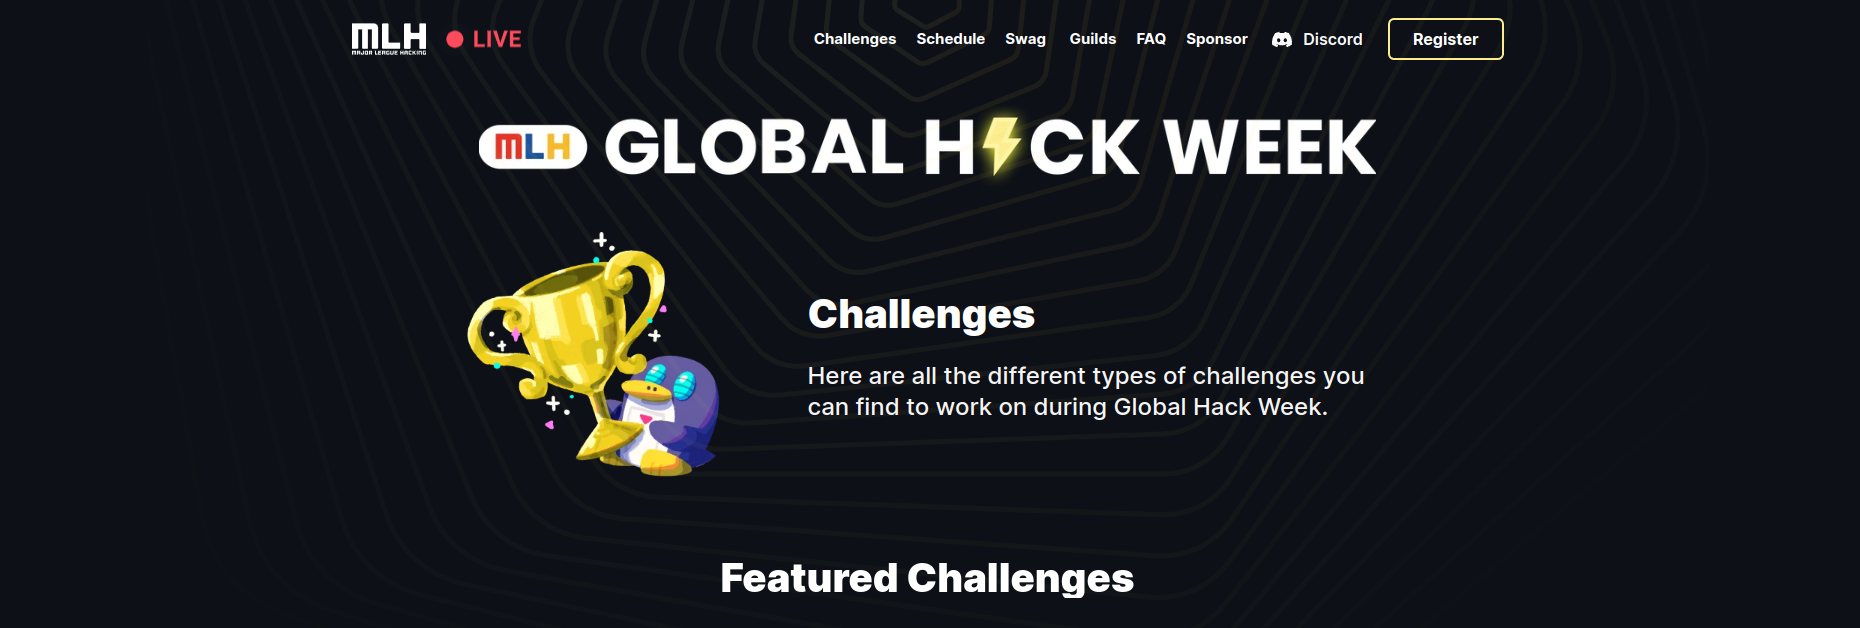 MLH
MAJOR LEAGUE HACKING
LIVE
Challenges Schedule Swag Guilds FAQ Sponsor Discord Register
MLH GLOBAL H⚡CK WEEK
Challenges
Here are all the different types of challenges you
can find to work on during Global Hack Week.
Featured Challenges